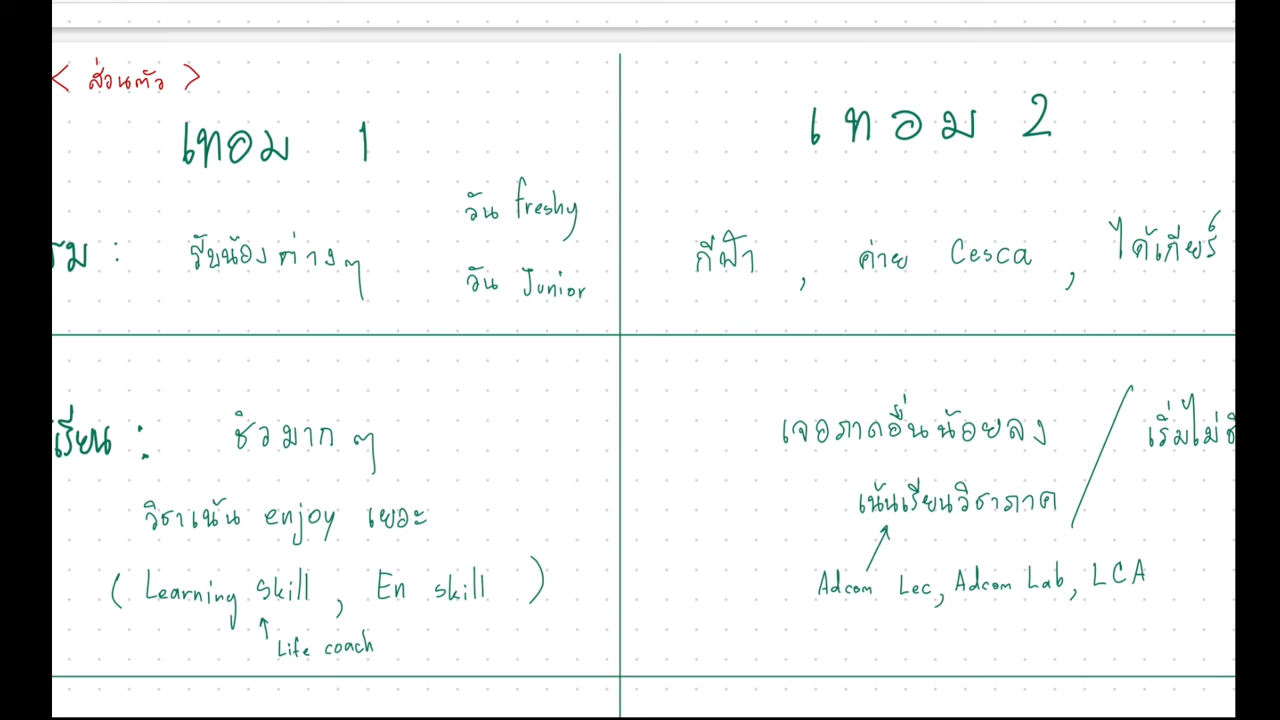 < ส่วนตัว >
เทอม 1
เทอม 2
วัน freshy
รับน้องต่างๆ
วัน Junior
กีฬา , ค่าย Cesca , ได้เกียร์
เรียน : ชิวมากๆ
วิชาเน้น enjoy เยอะ
( Learning skill , En skill )
Life coach
เจอภาคอื่นน้อยลง / เริ่มไม่
เน้นเรียนวิชาภาค
Adcom Lec, Adcom Lab, LCA